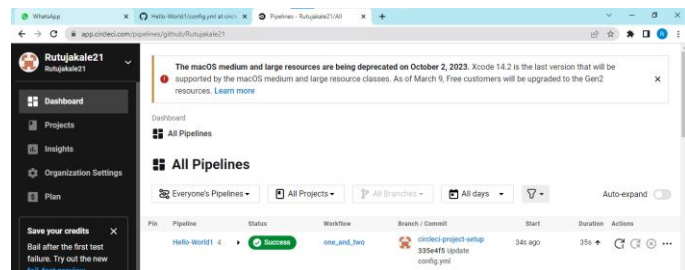 WhatsApp
Hello-World1/config.yml at circle
Pipelines - Rutujakale21/All
app.circleci.com/pipelines/github/Rutujakale21
Rutujakale21
Rutujakale21
Dashboard
Projects
Insights
Organization Settings
Plan
Save your credits
Bail after the first test
failure. Try out the new
fail-fast preview
The macOS medium and large resources are being deprecated on October 2, 2023. Xcode 14.2 is the last version that will be
supported by the macOS medium and large resource classes. As of March 9, Free customers will be upgraded to the Gen2
resources. Learn more
Dashboard
All Pipelines
All Pipelines
Everyone's Pipelines
All Projects
All Branches
All days
Auto-expand
Pin Pipeline Status Workflow Branch / Commit Start Duration Actions
Hello-World1 4 Success one_and_two circleci-project-setup 34s ago 35s
335e4f5 Update
config.yml